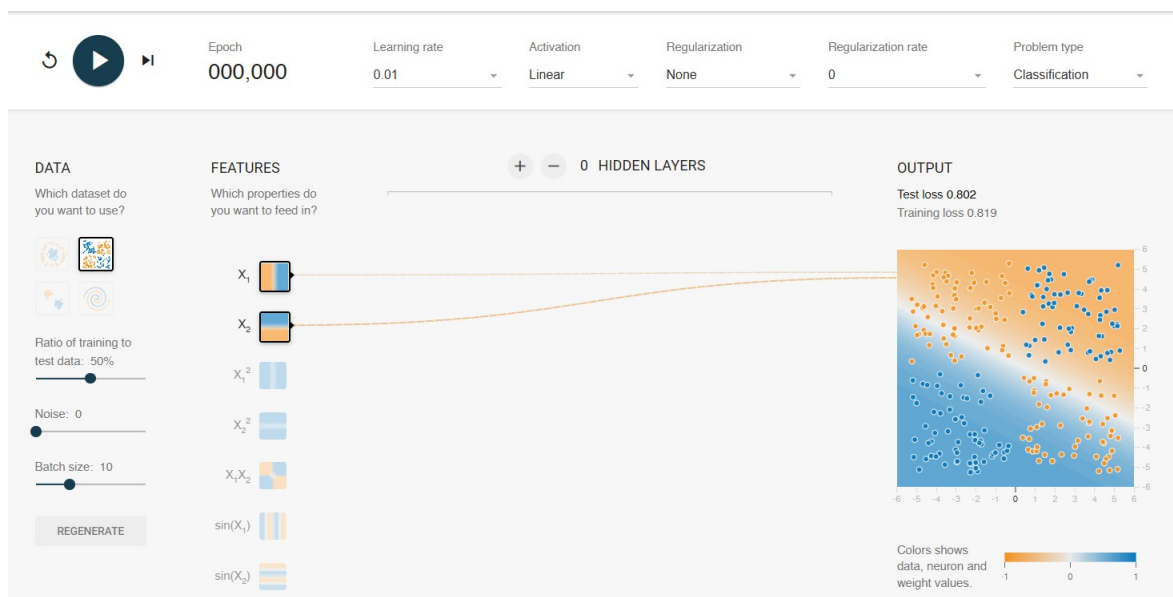 Epoch
000,000
Learning rate
0.01
Activation
Linear
Regularization
None
Regularization rate
0
Problem type
Classification
DATA
Which dataset do
you want to use?
Ratio of training to
test data: 50%
Noise: 0
Batch size: 10
REGENERATE
FEATURES
Which properties do
you want to feed in?
X₁
X₂
X₁²
X₂²
X₁X₂
sin(X₁)
sin(X₂)
+ − 0 HIDDEN LAYERS
OUTPUT
Test loss 0.802
Training loss 0.819
6
5
4
3
2
1
0
-1
-2
-3
-4
-5
-6
-6 -5 -4 -3 -2 -1 0 1 2 3 4 5 6
Colors shows
data, neuron and
weight values.
-1 0 1